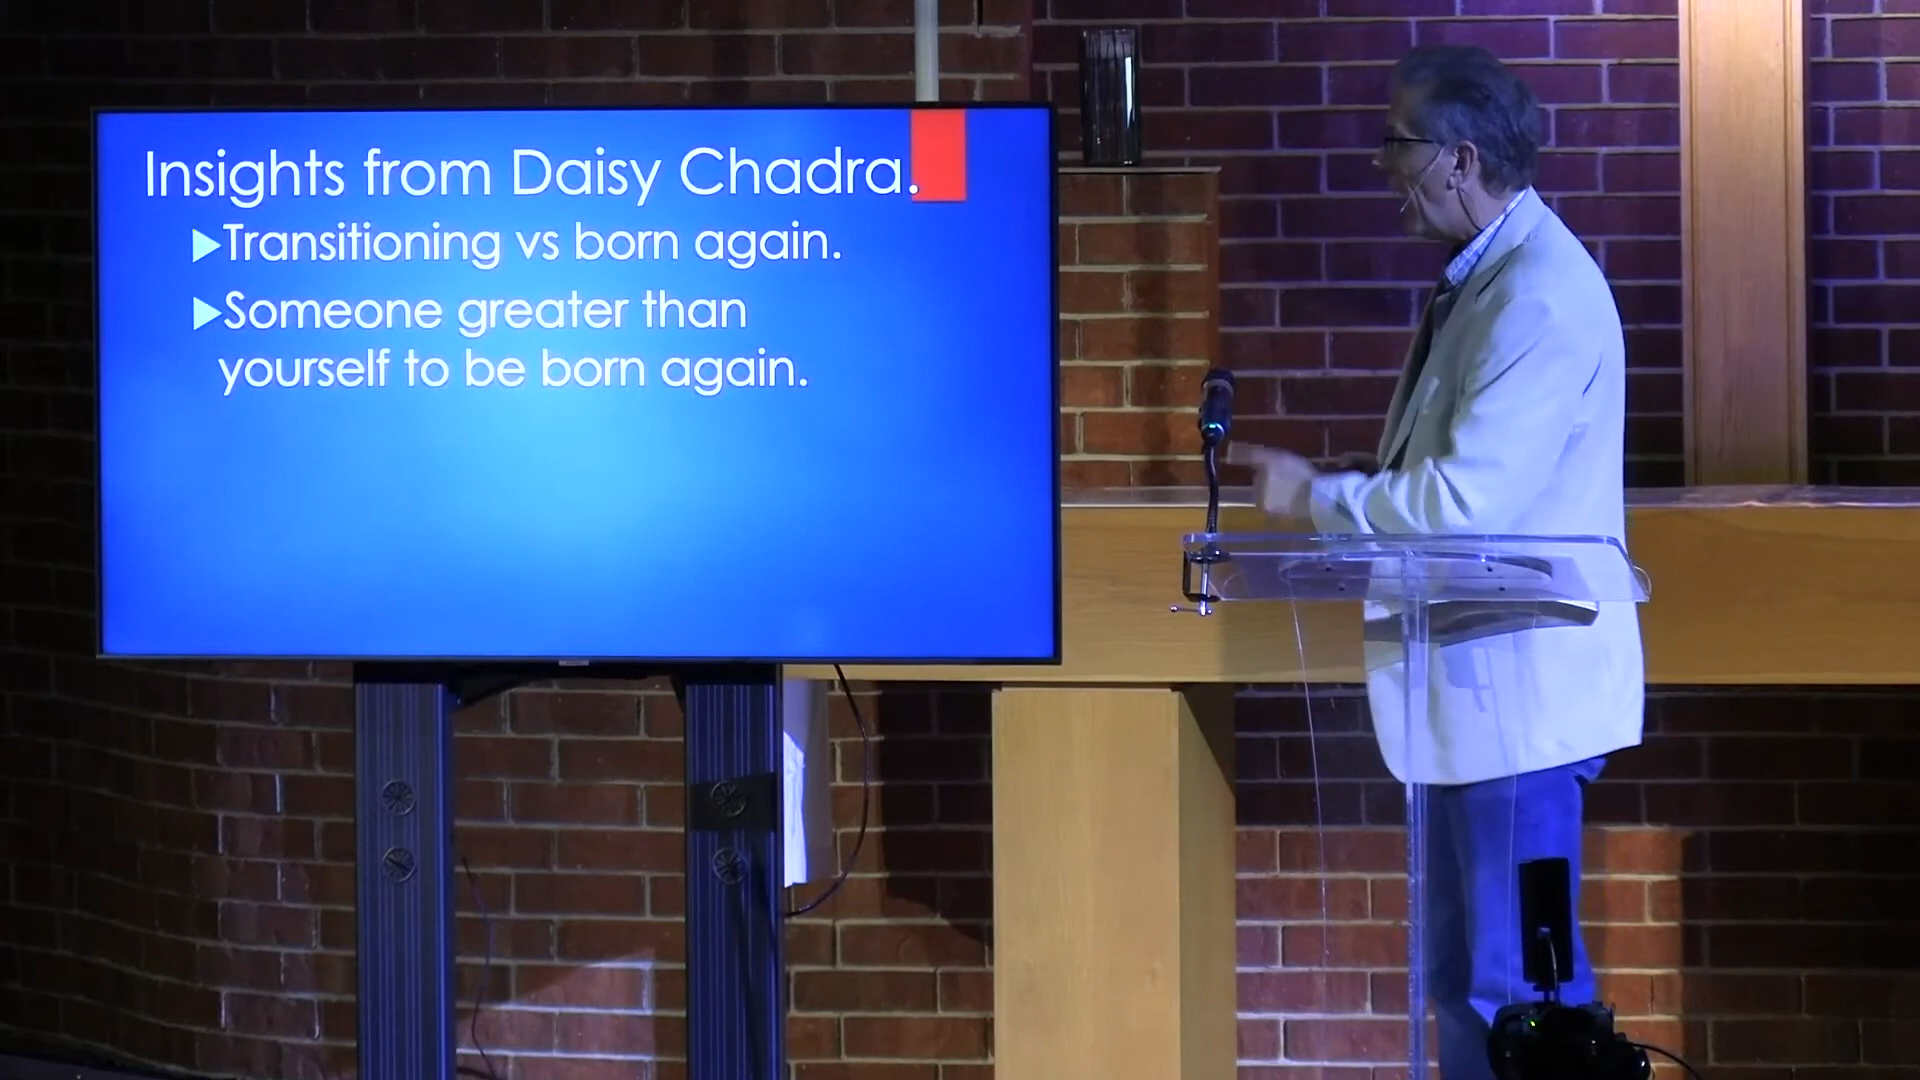 Insights from Daisy Chadra.
▶Transitioning vs born again.
▶Someone greater than
yourself to be born again.